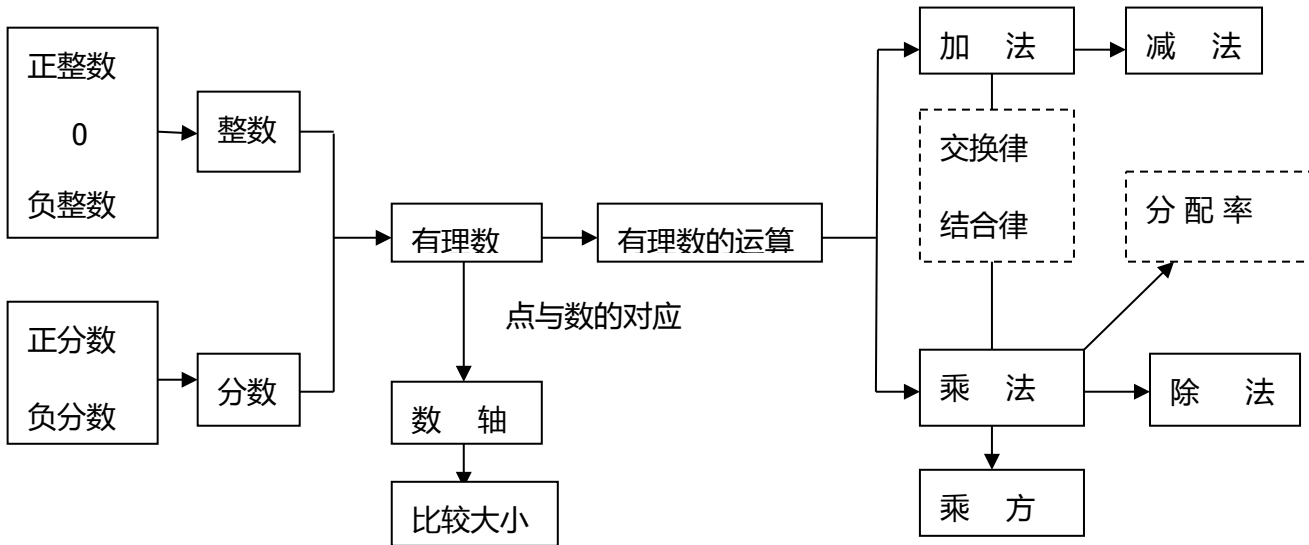 正整数
0
负整数
整数
正分数
负分数
分数
有理数
有理数的运算
点与数的对应
数 轴
比较大小
加 法
减 法
交换律
结合律
分 配 率
乘 法
除 法
乘 方